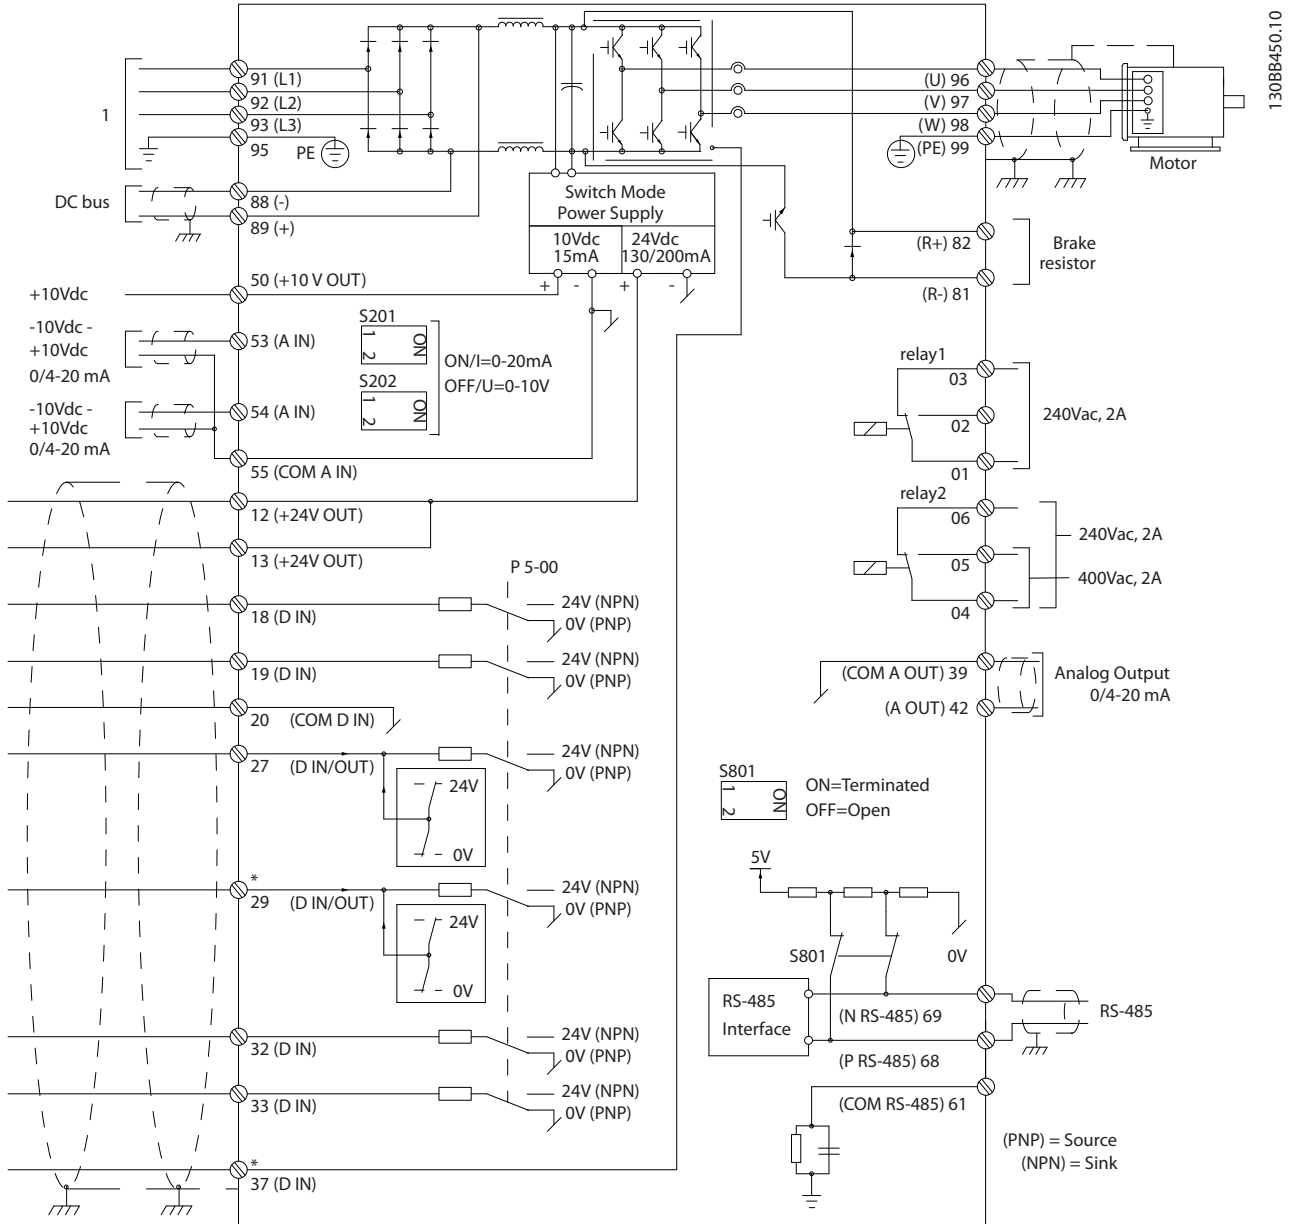 130BB450.10
1
91 (L1)
92 (L2)
93 (L3)
95
PE
(U) 96
(V) 97
(W) 98
(PE) 99
Motor
DC bus
88 (-)
89 (+)
Switch Mode
Power Supply
10Vdc
15mA
24Vdc
130/200mA
+ - + -
(R+) 82
(R-) 81
Brake
resistor
+10Vdc
50 (+10 V OUT)
-10Vdc -
+10Vdc
0/4-20 mA
53 (A IN)
S201
1
2
ON
S202
1
2
ON
ON/I=0-20mA
OFF/U=0-10V
-10Vdc -
+10Vdc
0/4-20 mA
54 (A IN)
55 (COM A IN)
relay1
03
02
01
240Vac, 2A
relay2
06
05
04
240Vac, 2A
400Vac, 2A
12 (+24V OUT)
13 (+24V OUT)
P 5-00
18 (D IN)
24V (NPN)
0V (PNP)
19 (D IN)
24V (NPN)
0V (PNP)
20 (COM D IN)
27 (D IN/OUT)
24V (NPN)
0V (PNP)
24V
0V
*
29 (D IN/OUT)
24V (NPN)
0V (PNP)
24V
0V
32 (D IN)
24V (NPN)
0V (PNP)
33 (D IN)
24V (NPN)
0V (PNP)
*
37 (D IN)
(COM A OUT) 39
(A OUT) 42
Analog Output
0/4-20 mA
S801
1
2
ON
ON=Terminated
OFF=Open
5V
S801
0V
RS-485
Interface
(N RS-485) 69
(P RS-485) 68
RS-485
(COM RS-485) 61
(PNP) = Source
(NPN) = Sink